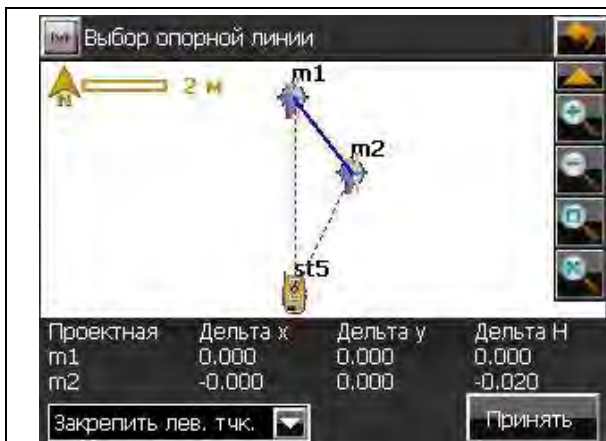 Выбор опорной линии
N
2 м
m1
m2
st5
Проектная Дельта x Дельта y Дельта H
m1 0.000 0.000 0.000
m2 -0.000 0.000 -0.020
Закрепить лев. тчк.
Принять